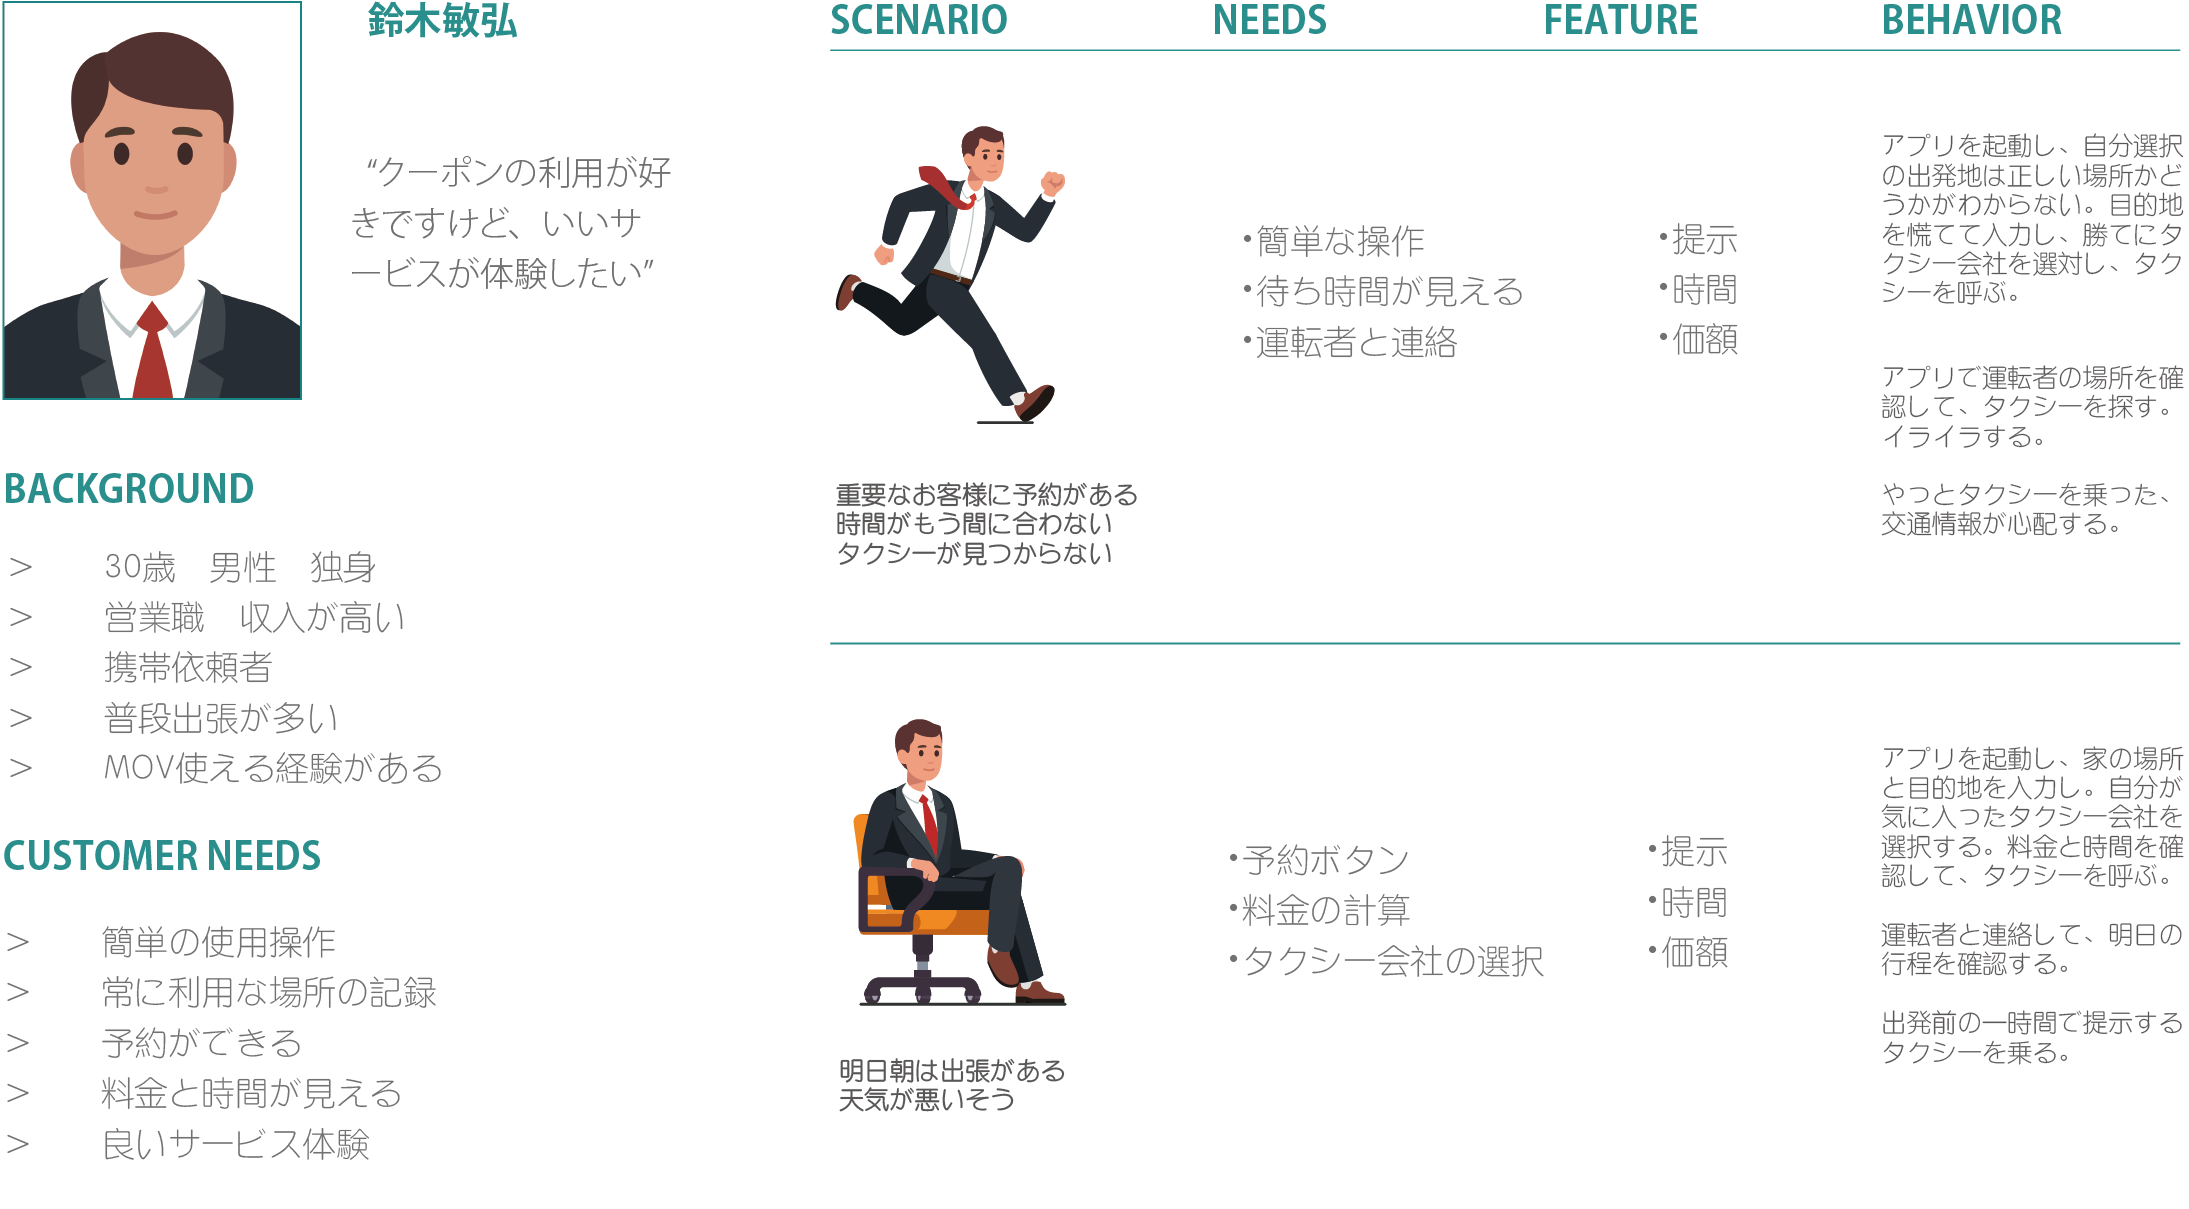 鈴木敏弘
“クーポンの利用が好
きですけど、いいサ
ービスが体験したい”
BACKGROUND
> 30歳　男性　独身
> 営業職　収入が高い
> 携帯依頼者
> 普段出張が多い
> MOV使える経験がある
CUSTOMER NEEDS
> 簡単の使用操作
> 常に利用な場所の記録
> 予約ができる
> 料金と時間が見える
> 良いサービス体験
SCENARIO NEEDS FEATURE BEHAVIOR
重要なお客様に予約がある
時間がもう間に合わない
タクシーが見つからない
・簡単な操作
・待ち時間が見える
・運転者と連絡
・提示
・時間
・価額
アプリを起動し、自分選択
の出発地は正しい場所かど
うかがわからない。目的地
を慌てて入力し、勝てにタ
クシー会社を選対し、タク
シーを呼ぶ。
アプリで運転者の場所を確
認して、タクシーを探す。
イライラする。
やつとタクシーを乗つた、
交通情報が心配する。
明日朝は出張がある
天気が悪いそう
・予約ボタン
・料金の計算
・タクシー会社の選択
・提示
・時間
・価額
アプリを起動し、家の場所
と目的地を入力し。自分が
気に入ったタクシー会社を
選択する。料金と時間を確
認して、タクシーを呼ぶ。
運転者と連絡して、明日の
行程を確認する。
出発前の一時間で提示する
タクシーを乗る。